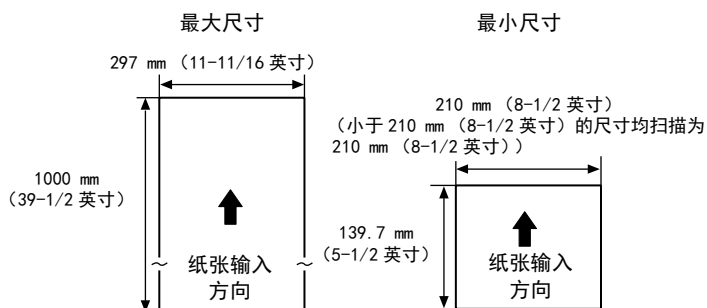 最大尺寸
297 mm （11-11/16 英寸）
1000 mm
（39-1/2 英寸）
纸张输入
方向
最小尺寸
210 mm （8-1/2 英寸）
（小于 210 mm （8-1/2 英寸）的尺寸均扫描为
210 mm （8-1/2 英寸））
139.7 mm
（5-1/2 英寸）
纸张输入
方向